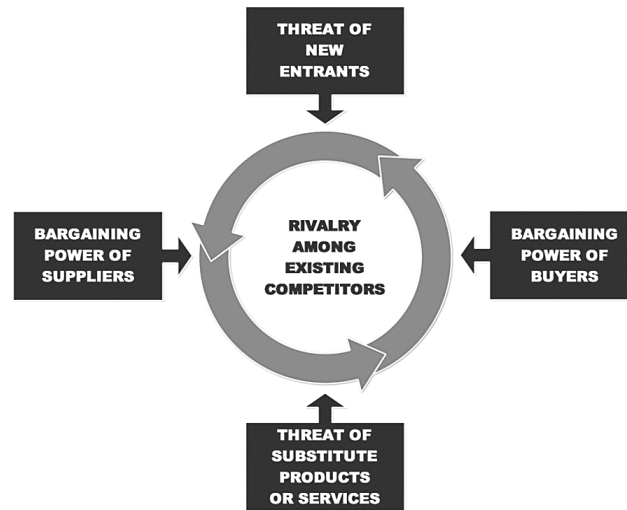 THREAT OF
NEW
ENTRANTS
BARGAINING
POWER OF
SUPPLIERS
RIVALRY
AMONG
EXISTING
COMPETITORS
BARGAINING
POWER OF
BUYERS
THREAT OF
SUBSTITUTE
PRODUCTS
OR SERVICES